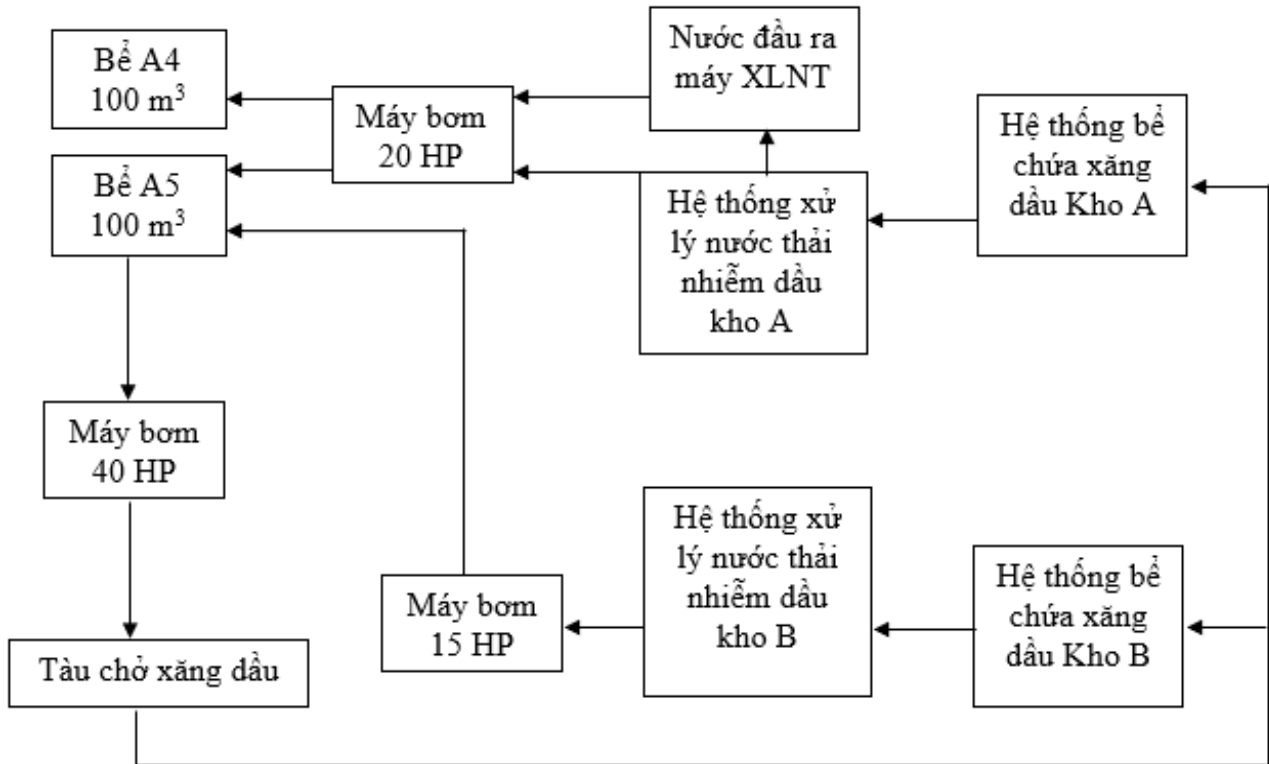 Bể A4
100 m³
Nước đầu ra
máy XLNT
Máy bơm
20 HP
Hệ thống bể
chứa xăng
dầu Kho A
Bể A5
100 m³
Hệ thống xử
lý nước thải
nhiễm dầu
kho A
Máy bơm
40 HP
Hệ thống xử
lý nước thải
nhiễm dầu
kho B
Hệ thống bể
chứa xăng
dầu Kho B
Máy bơm
15 HP
Tàu chở xăng dầu